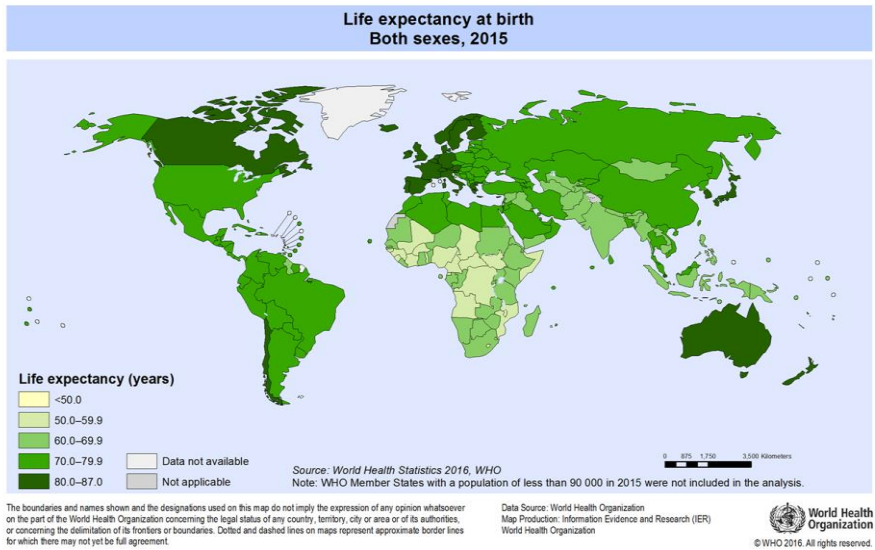 Life expectancy at birth
Both sexes, 2015
Life expectancy (years)
<50.0
50.0–59.9
60.0–69.9
70.0–79.9
80.0–87.0
Data not available
Not applicable
Source: World Health Statistics 2016, WHO
Note: WHO Member States with a population of less than 90 000 in 2015 were not included in the analysis.
0 875 1,750 3,500 Kilometers
The boundaries and names shown and the designations used on this map do not imply the expression of any opinion whatsoever
on the part of the World Health Organization concerning the legal status of any country, territory, city or area or of its authorities,
or concerning the delimitation of its frontiers or boundaries. Dotted and dashed lines on maps represent approximate border lines
for which there may not yet be full agreement.
Data Source: World Health Organization
Map Production: Information Evidence and Research (IER)
World Health Organization
World Health
Organization
© WHO 2016. All rights reserved.